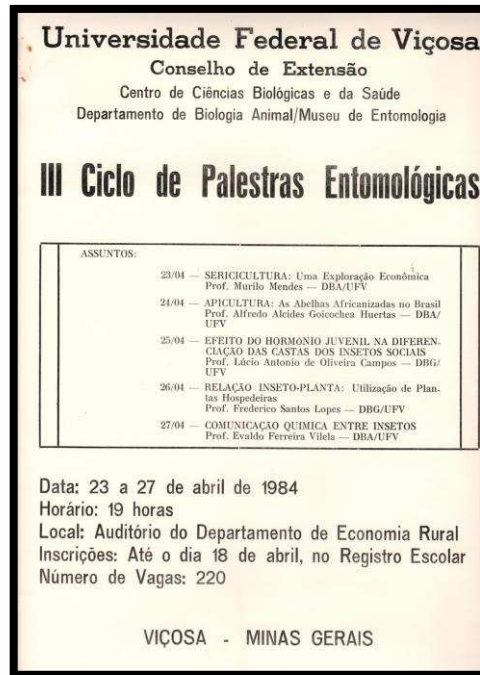 Universidade Federal de Viçosa
Conselho de Extensão
Centro de Ciências Biológicas e da Saúde
Departamento de Biologia Animal/Museu de Entomologia
III Ciclo de Palestras Entomológicas
ASSUNTOS:
23/04 — SERICICULTURA: Uma Exploração Econômica
Prof. Murilo Mendes — DBA/UFV
24/04 — APICULTURA: As Abelhas Africanizadas no Brasil
Prof. Alfredo Alcides Goicochea Huertas — DBA/
UFV
25/04 — EFEITO DO HORMONIO JUVENIL NA DIFEREN-
CIAÇÃO DAS CASTAS DOS INSETOS SOCIAIS
Prof. Lúcio Antonio de Oliveira Campos — DBG/
UFV
26/04 — RELAÇÃO INSETO-PLANTA: Utilização de Plan-
tas Hospedeiras
Prof. Frederico Santos Lopes — DBG/UFV
27/04 — COMUNICAÇÃO QUIMICA ENTRE INSETOS
Prof. Evaldo Ferreira Vilela — DBA/UFV
Data: 23 a 27 de abril de 1984
Horário: 19 horas
Local: Auditório do Departamento de Economia Rural
Inscrições: Até o dia 18 de abril, no Registro Escolar
Número de Vagas: 220
VIÇOSA - MINAS GERAIS